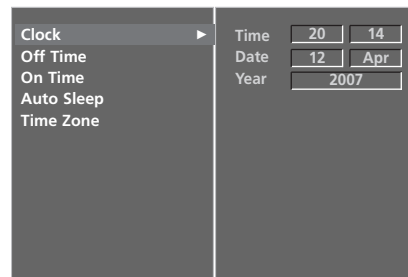 Clock ►
Off Time
On Time
Auto Sleep
Time Zone
Time 20 14
Date 12 Apr
Year 2007